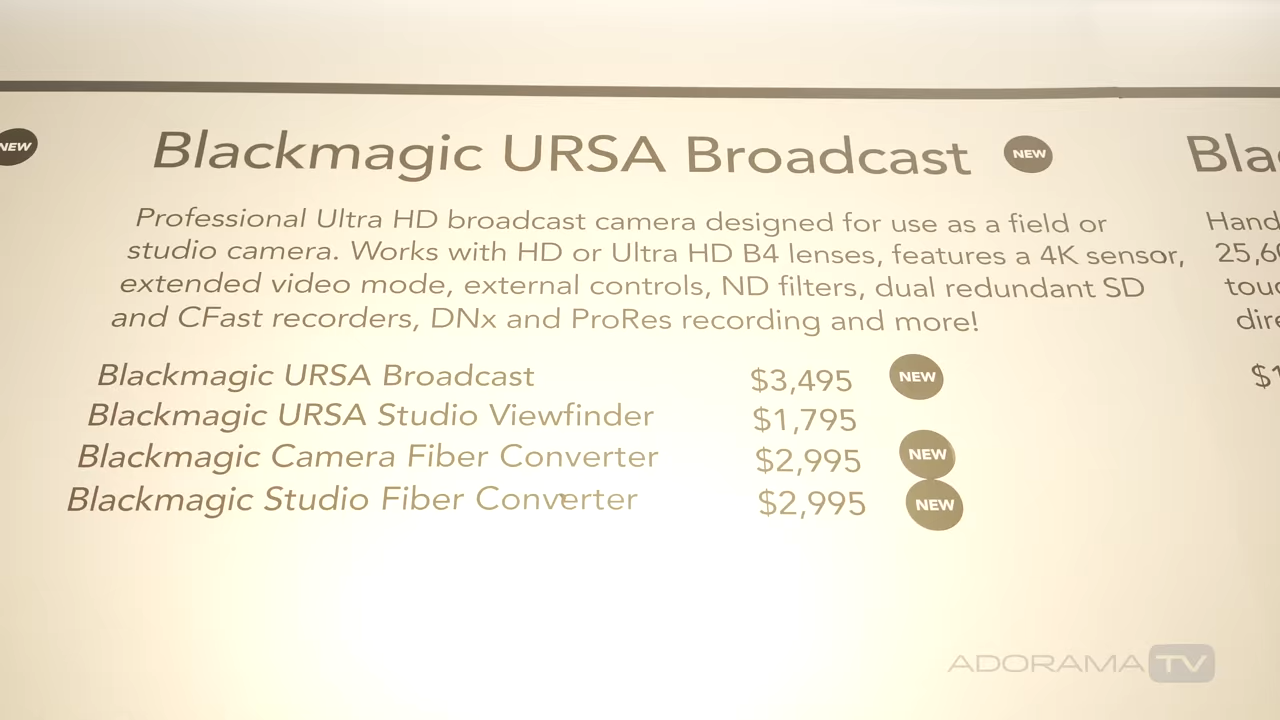 NEW
Blackmagic URSA Broadcast NEW
Professional Ultra HD broadcast camera designed for use as a field or
studio camera. Works with HD or Ultra HD B4 lenses, features a 4K sensor,
extended video mode, external controls, ND filters, dual redundant SD
and CFast recorders, DNx and ProRes recording and more!
Blackmagic URSA Broadcast $3,495 NEW
Blackmagic URSA Studio Viewfinder $1,795
Blackmagic Camera Fiber Converter $2,995 NEW
Blackmagic Studio Fiber Converter $2,995 NEW
ADORAMA TV